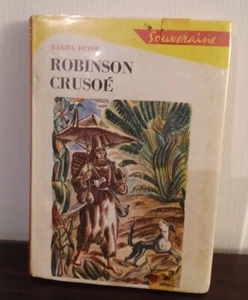 Souveraine
DANIEL DEFOE
ROBINSON
CRUSOÉ